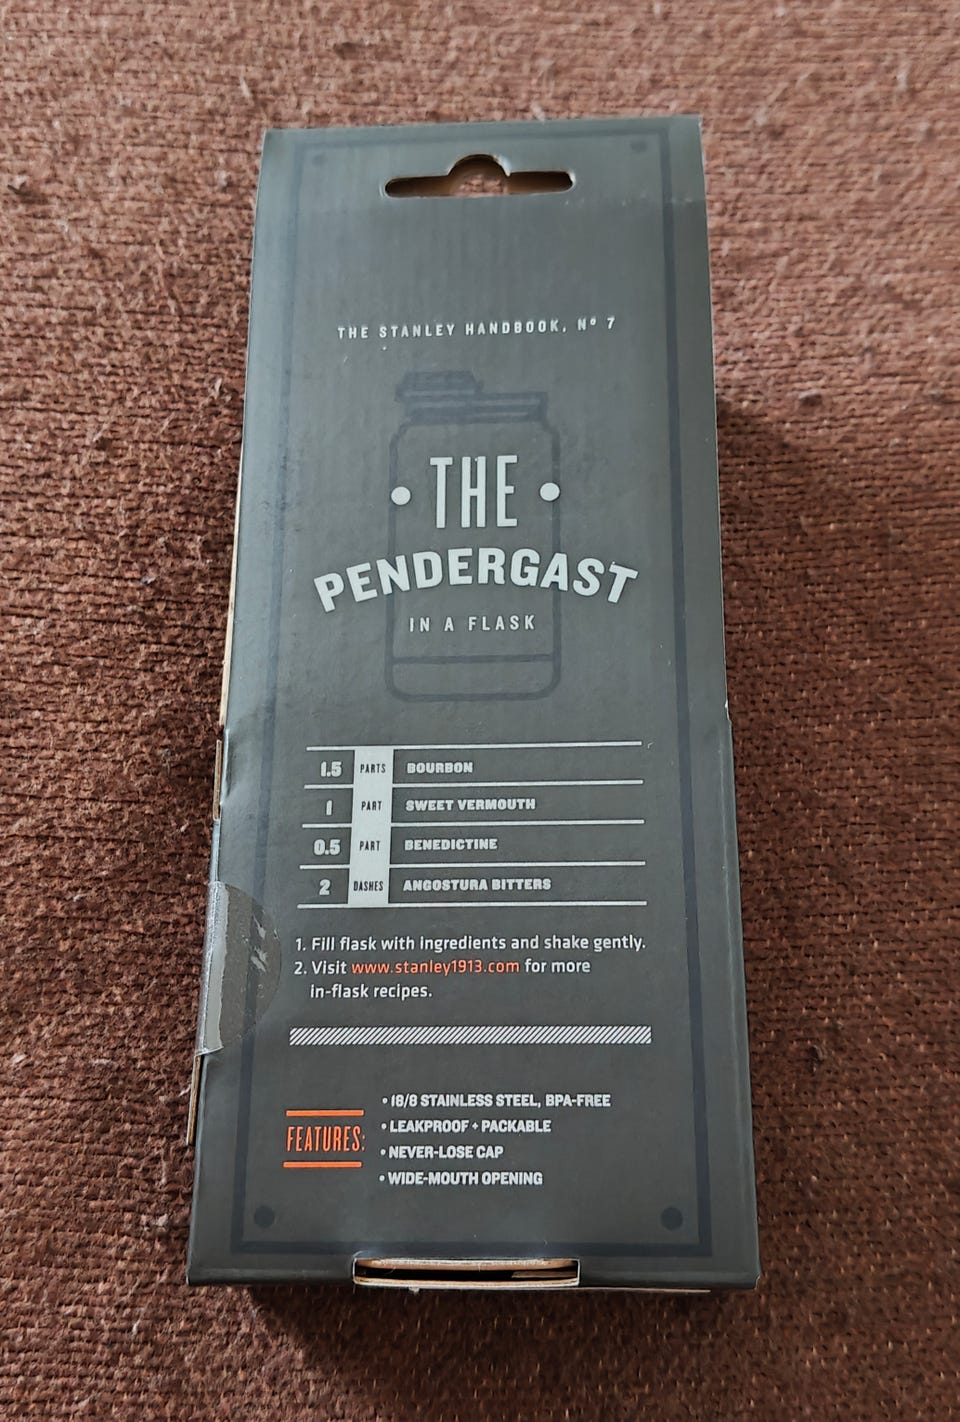 THE STANLEY HANDBOOK, Nº 7
THE
PENDERGAST
IN A FLASK
1.5 PARTS BOURBON
1 PART SWEET VERMOUTH
0.5 PART BENEDICTINE
2 DASHES ANGOSTURA BITTERS
1. Fill flask with ingredients and shake gently.
2. Visit www.stanley1913.com for more
in-flask recipes.
FEATURES:
• 18/8 STAINLESS STEEL, BPA-FREE
• LEAKPROOF + PACKABLE
• NEVER-LOSE CAP
• WIDE-MOUTH OPENING